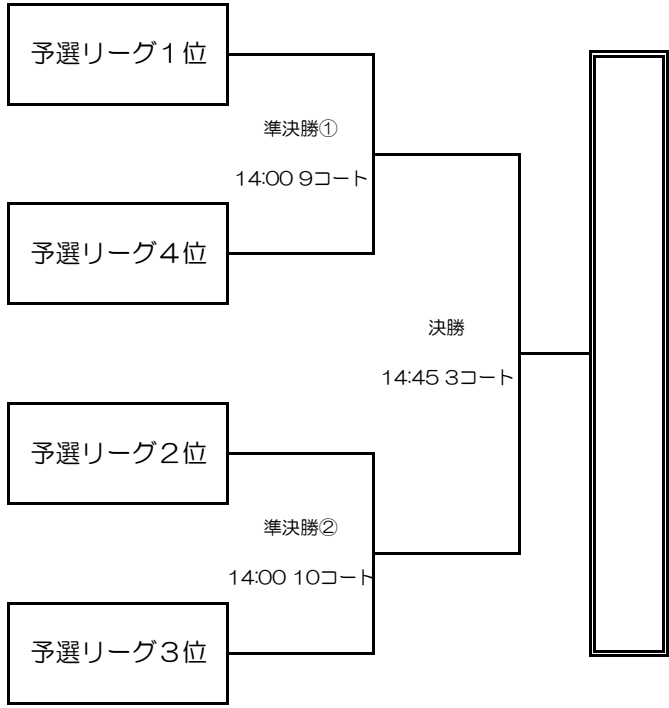 予選リーグ１位
準決勝①
14:00 9コート
予選リーグ４位
決勝
14:45 3コート
予選リーグ２位
準決勝②
14:00 10コート
予選リーグ３位